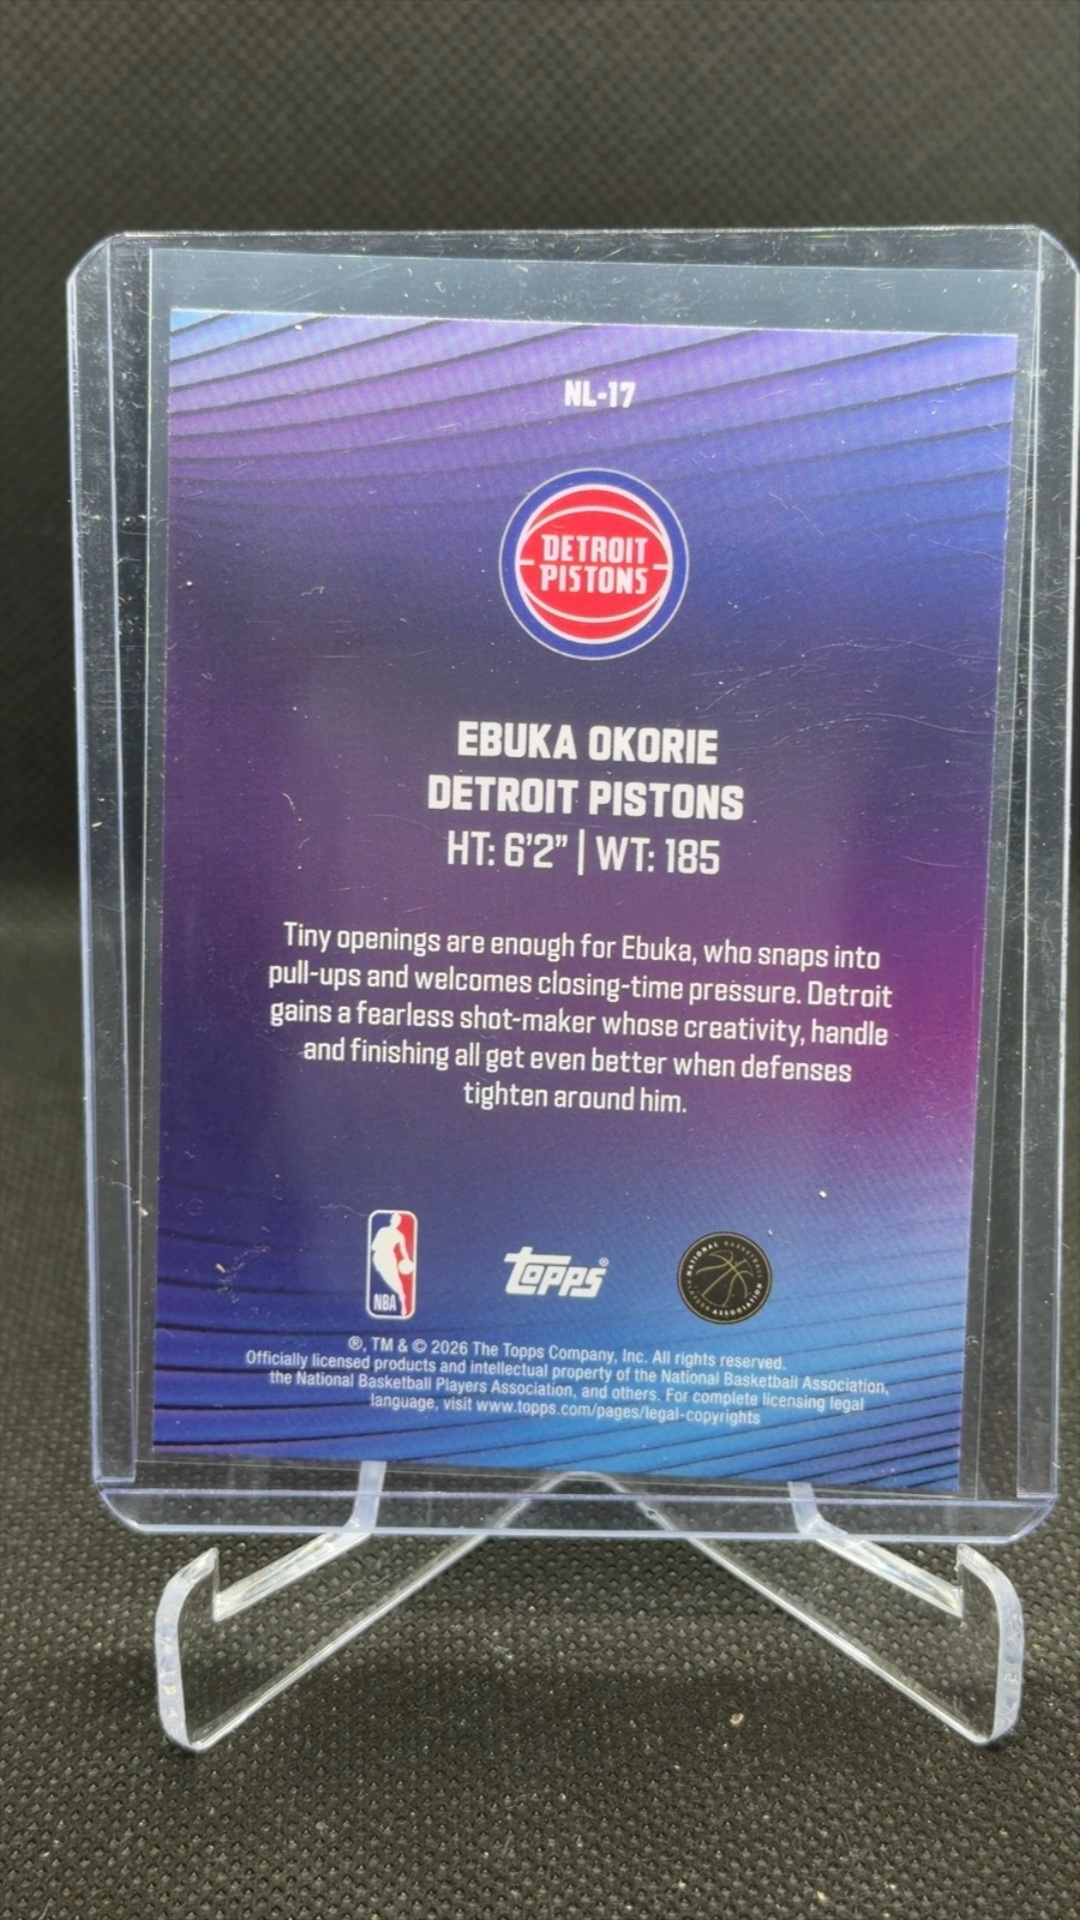 NL-17
DETROIT
PISTONS
EBUKA OKORIE
DETROIT PISTONS
HT: 6'2" | WT: 185
Tiny openings are enough for Ebuka, who snaps into
pull-ups and welcomes closing-time pressure. Detroit
gains a fearless shot-maker whose creativity, handle
and finishing all get even better when defenses
tighten around him.
NBA
topps®
NATIONAL BASKETBALL
PLAYERS ASSOCIATION
®, TM & © 2026 The Topps Company, Inc. All rights reserved.
Officially licensed products and intellectual property of the National Basketball Association,
the National Basketball Players Association, and others. For complete licensing legal
language, visit www.topps.com/pages/legal-copyrights